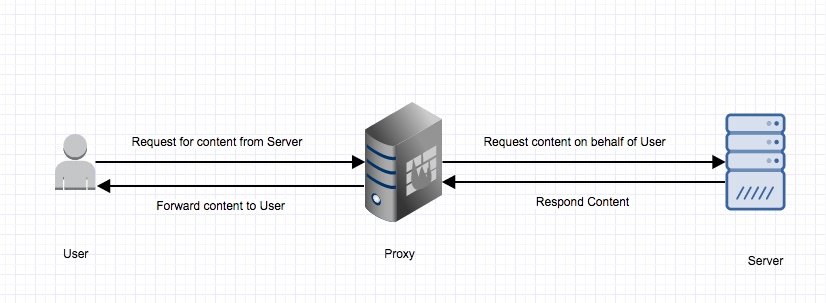 Request for content from Server
Request content on behalf of User
Forward content to User
Respond Content
User
Proxy
Server